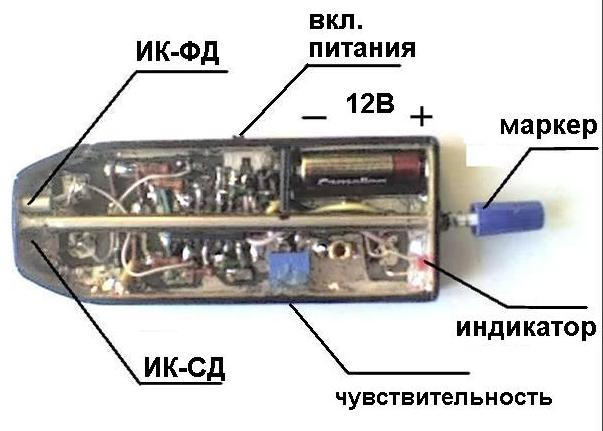 вкл.
питания
ИК-ФД
– 12В +
маркер
индикатор
ИК-СД
чувствительность